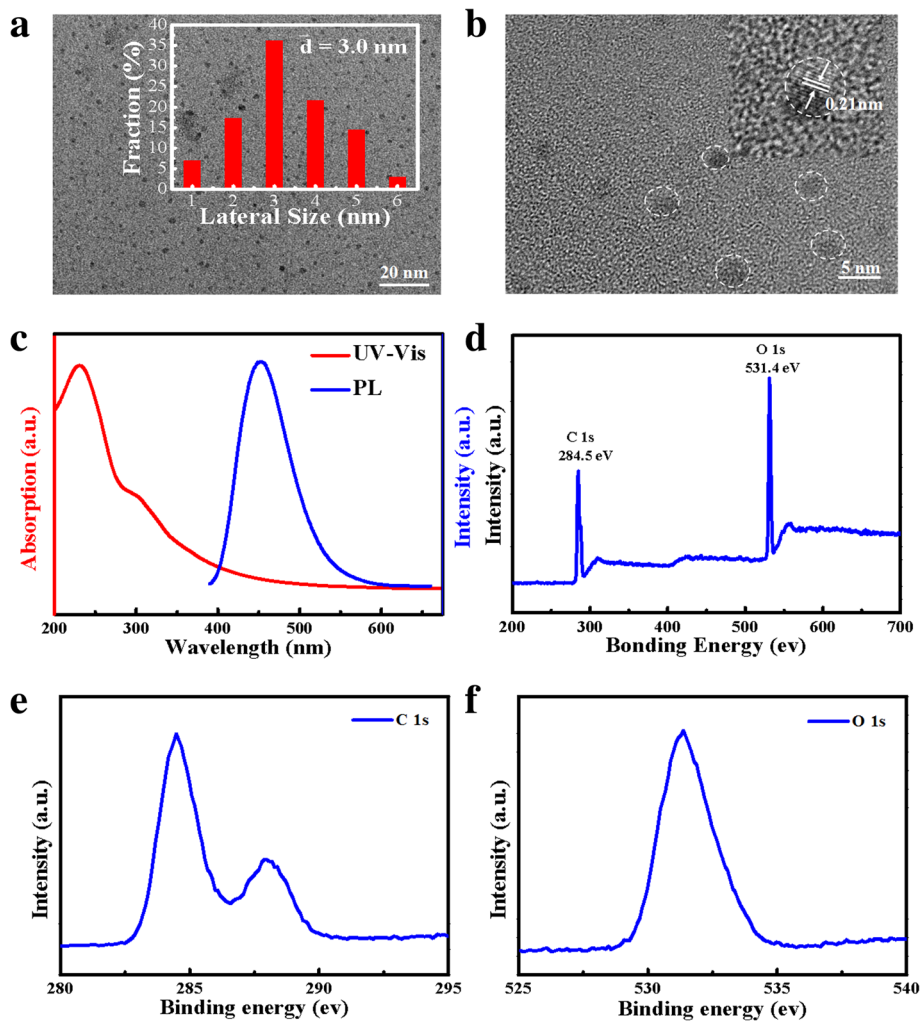 a
40
35
30
25
20
15
10
5
0
Fraction (%)
d̄ = 3.0 nm
1 2 3 4 5 6
Lateral Size (nm)
20 nm
b
0.21nm
5 nm
c
UV-Vis
PL
Absorption (a.u.)
Intensity (a.u.)
200 300 400 500 600
Wavelength (nm)
d
O 1s
531.4 eV
C 1s
284.5 eV
Intensity (a.u.)
200 300 400 500 600 700
Bonding Energy (ev)
e
C 1s
Intensity (a.u.)
280 285 290 295
Binding energy (ev)
f
O 1s
Intensity (a.u.)
525 530 535 540
Binding energy (ev)